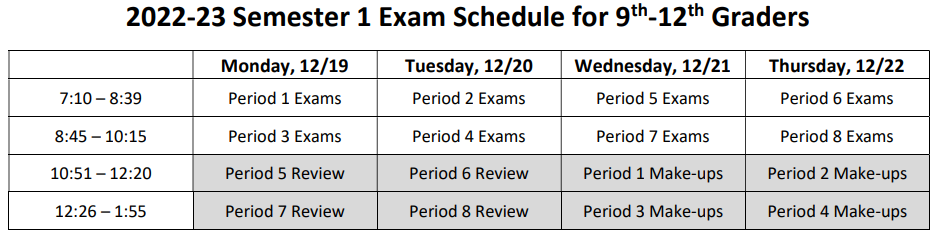 2022-23 Semester 1 Exam Schedule for 9th-12th Graders
Monday, 12/19 Tuesday, 12/20 Wednesday, 12/21 Thursday, 12/22
7:10 – 8:39 Period 1 Exams Period 2 Exams Period 5 Exams Period 6 Exams
8:45 – 10:15 Period 3 Exams Period 4 Exams Period 7 Exams Period 8 Exams
10:51 – 12:20 Period 5 Review Period 6 Review Period 1 Make-ups Period 2 Make-ups
12:26 – 1:55 Period 7 Review Period 8 Review Period 3 Make-ups Period 4 Make-ups